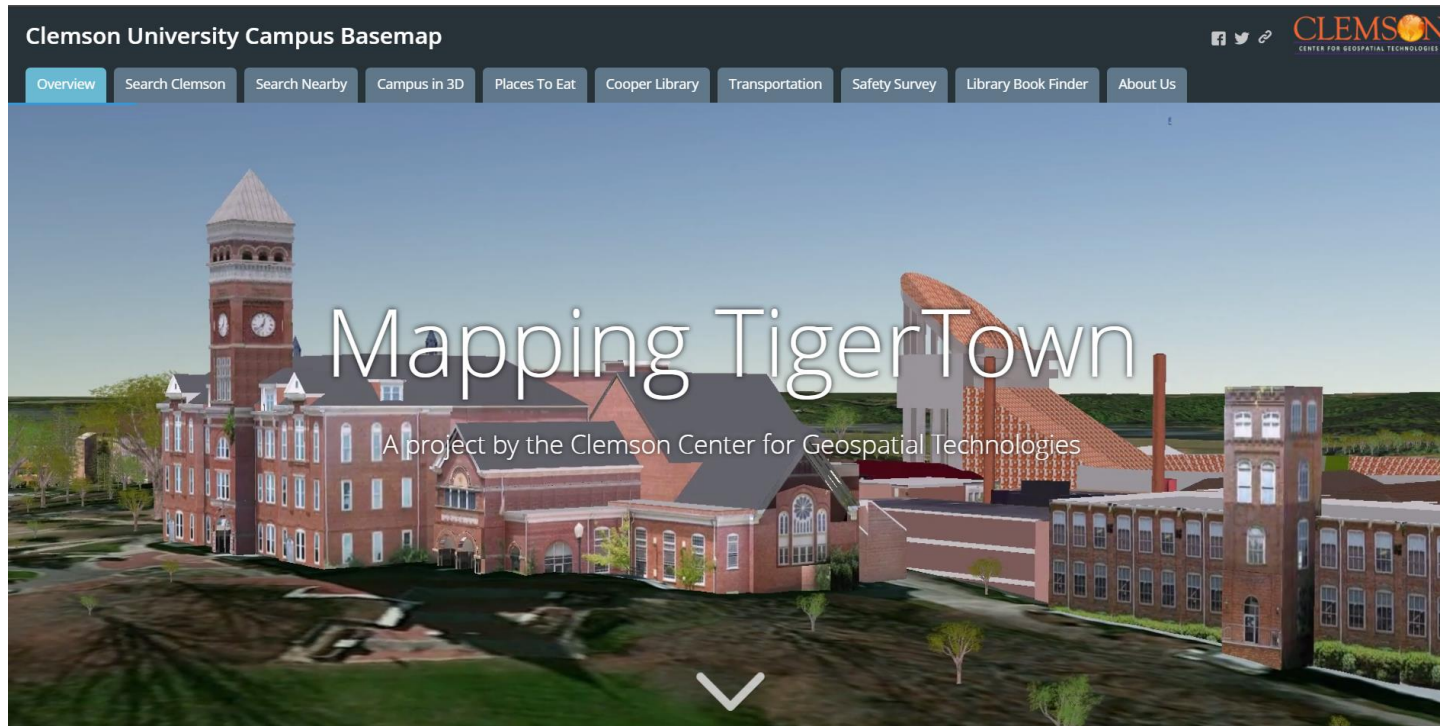 Clemson University Campus Basemap
CLEMSON
CENTER FOR GEOSPATIAL TECHNOLOGIES
Overview
Search Clemson
Search Nearby
Campus in 3D
Places To Eat
Cooper Library
Transportation
Safety Survey
Library Book Finder
About Us
Mapping TigerTown
A project by the Clemson Center for Geospatial Technologies